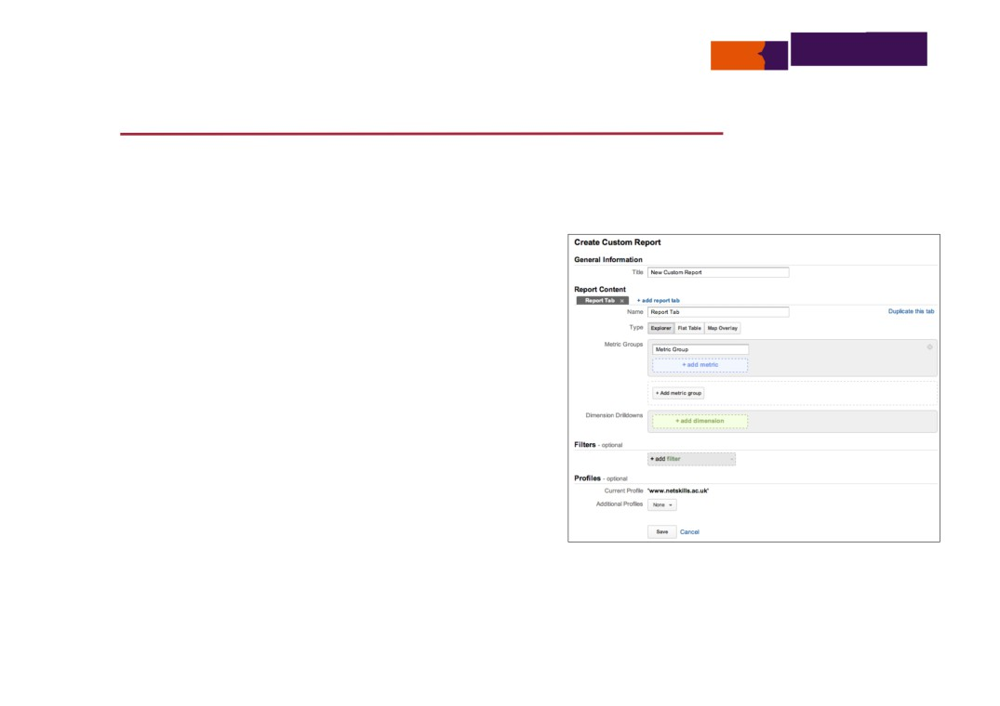 Create Custom Report
General Information
Title New Custom Report
Report Content
Report Tab × + add report tab
Name Report Tab Duplicate this tab
Type Explorer Flat Table Map Overlay
Metric Groups
Metric Group
+ add metric
+ Add metric group
Dimension Drilldowns
+ add dimension
Filters - optional
+ add filter
Profiles - optional
Current Profile 'www.netskills.ac.uk'
Additional Profiles None
Save Cancel